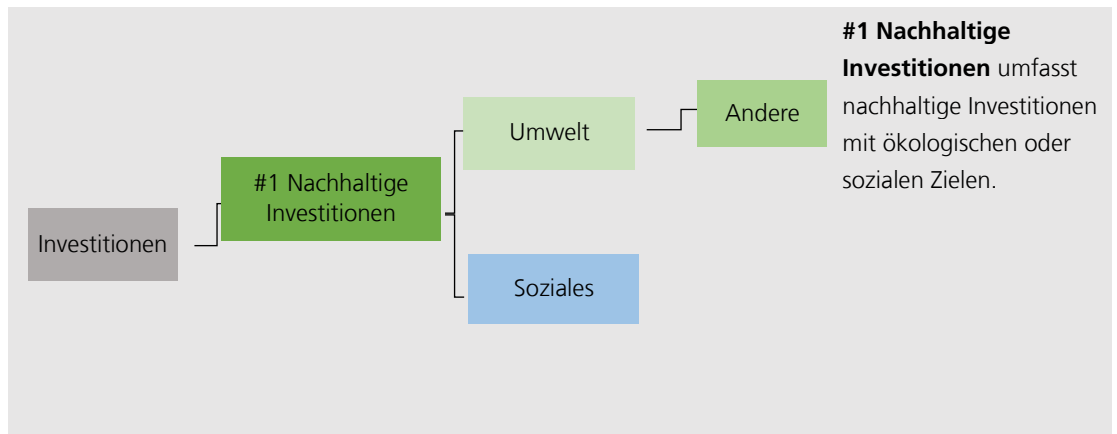 Investitionen
#1 Nachhaltige
Investitionen
Umwelt
Soziales
Andere
#1 Nachhaltige
Investitionen umfasst
nachhaltige Investitionen
mit ökologischen oder
sozialen Zielen.